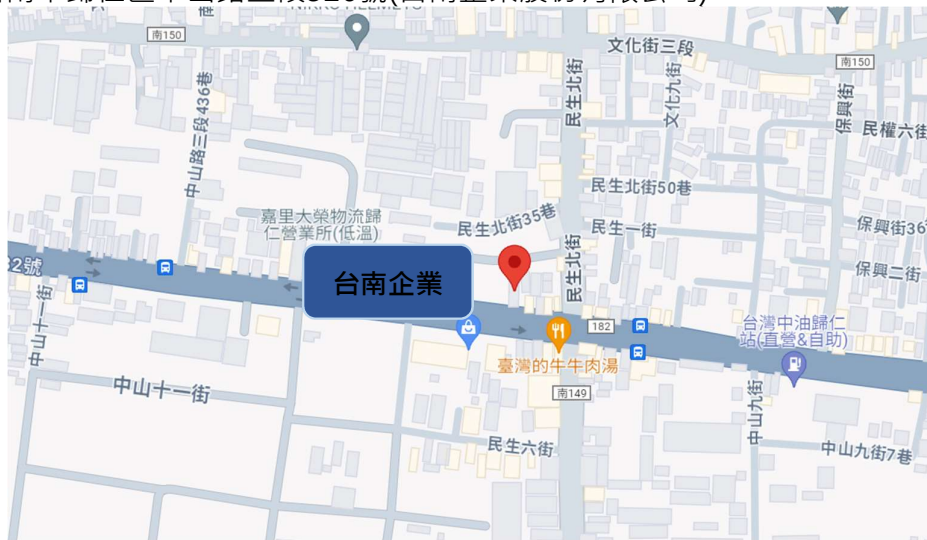 南150
文化街三段
南150
民生北街
文化九街
保興街
民權六街
中山路三段436巷
民生北街50巷
嘉里大榮物流歸
仁營業所(低溫)
民生北街35巷
民生一街
保興街36
保興二街
2號
台南企業
民生北街
182
台灣中油歸仁
站(直營&自助)
中山十一街
臺灣的牛牛肉湯
中山十一街
南149
中山九街
民生六街
中山九街7巷